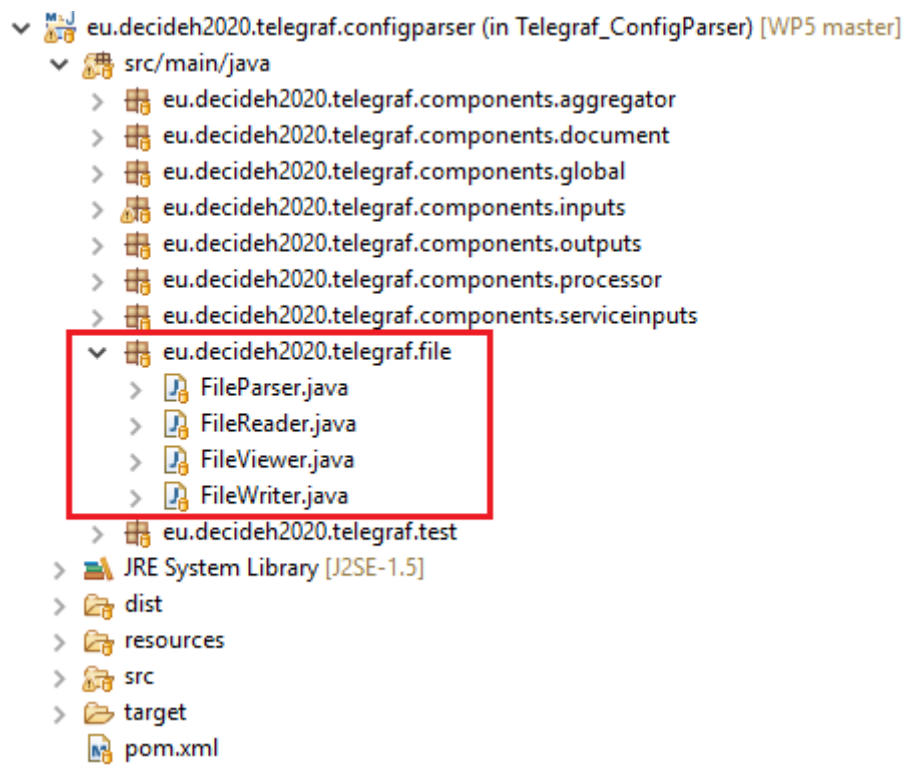 eu.decideh2020.telegraf.configparser (in Telegraf_ConfigParser) [WP5 master]
src/main/java
eu.decideh2020.telegraf.components.aggregator
eu.decideh2020.telegraf.components.document
eu.decideh2020.telegraf.components.global
eu.decideh2020.telegraf.components.inputs
eu.decideh2020.telegraf.components.outputs
eu.decideh2020.telegraf.components.processor
eu.decideh2020.telegraf.components.serviceinputs
eu.decideh2020.telegraf.file
FileParser.java
FileReader.java
FileViewer.java
FileWriter.java
eu.decideh2020.telegraf.test
JRE System Library [J2SE-1.5]
dist
resources
src
target
pom.xml